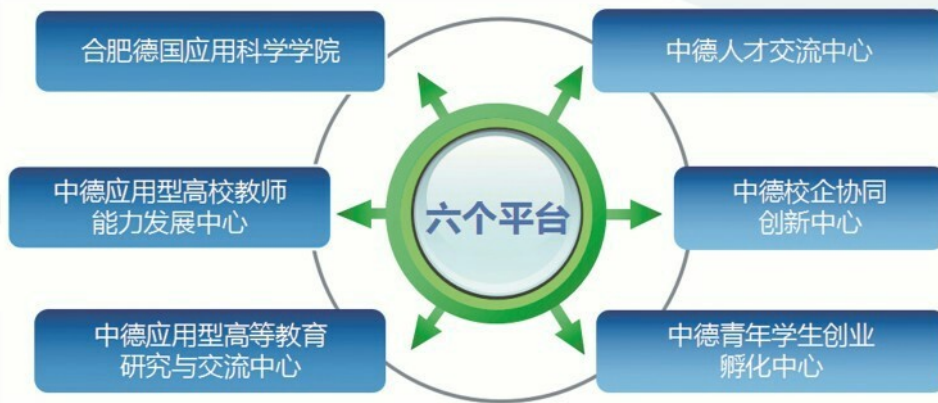 合肥德国应用科学学院
中德人才交流中心
中德应用型高校教师
能力发展中心
六个平台
中德校企协同
创新中心
中德应用型高等教育
研究与交流中心
中德青年学生创业
孵化中心